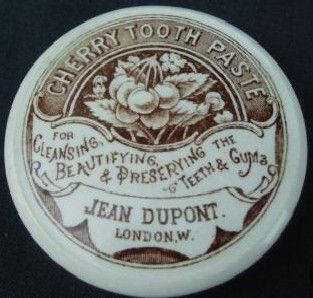 "CHERRY TOOTH PASTE"
FOR
CLEANSING,
BEAUTIFYING,
& PRESERVING THE
TEETH & GUMS
JEAN DUPONT.
LONDON, W.